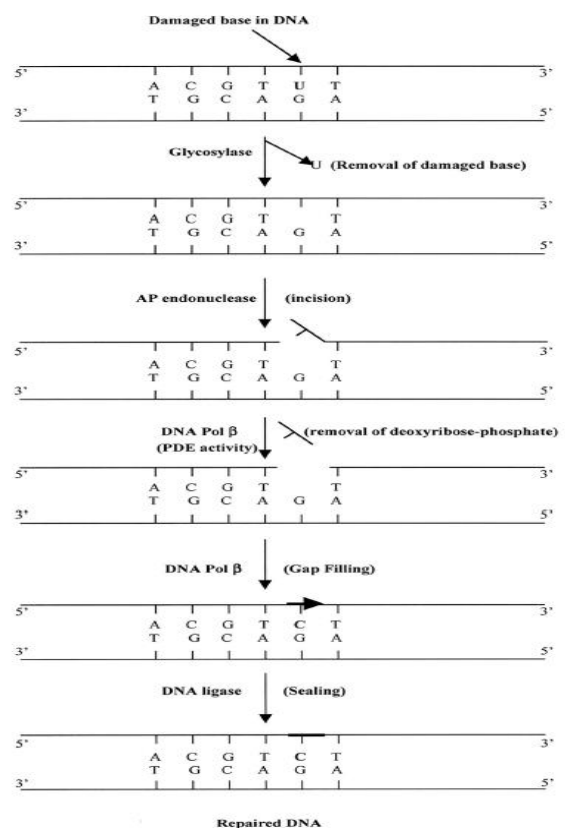 Damaged base in DNA
5' 3'
A C G T U T
T G C A G A
3' 5'
Glycosylase U (Removal of damaged base)
5' 3'
A C G T T
T G C A G A
3' 5'
AP endonuclease (incision)
5' 3'
A C G T T
T G C A G A
3' 5'
DNA Pol β (removal of deoxyribose-phosphate)
(PDE activity)
5' 3'
A C G T T
T G C A G A
3' 5'
DNA Pol β (Gap Filling)
5' 3'
A C G T C T
T G C A G A
3' 5'
DNA ligase (Sealing)
5' 3'
A C G T C T
T G C A G A
3' 5'
Repaired DNA